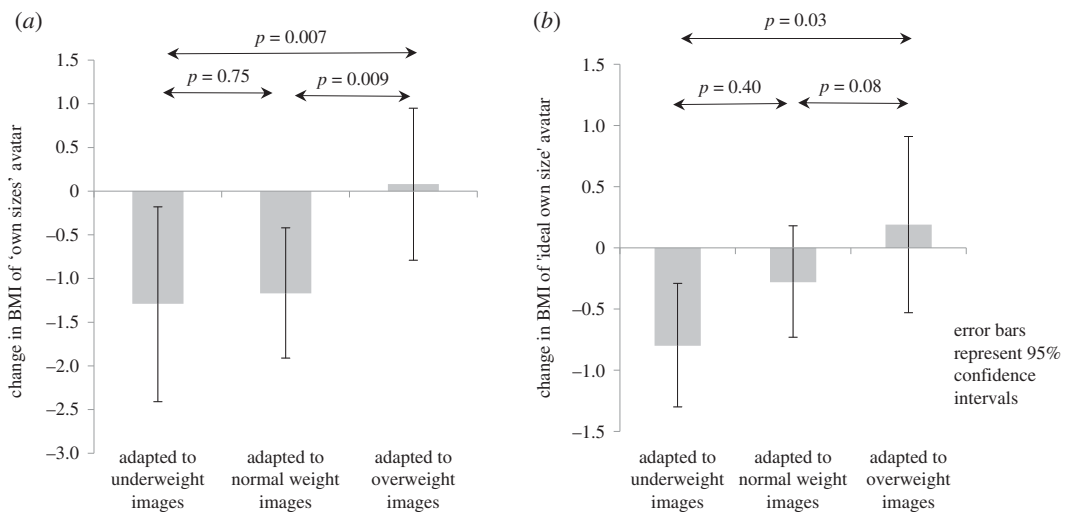 (a)
p = 0.007
p = 0.75
p = 0.009
1.5
1.0
0.5
0
–0.5
–1.0
–1.5
–2.0
–2.5
–3.0
change in BMI of ‘own sizes’ avatar
adapted to
underweight
images
adapted to
normal weight
images
adapted to
overweight
images
(b)
p = 0.03
p = 0.40
p = 0.08
1.5
1.0
0.5
0
–0.5
–1.0
–1.5
change in BMI of 'ideal own size' avatar
adapted to
underweight
images
adapted to
normal weight
images
adapted to
overweight
images
error bars
represent 95%
confidence
intervals